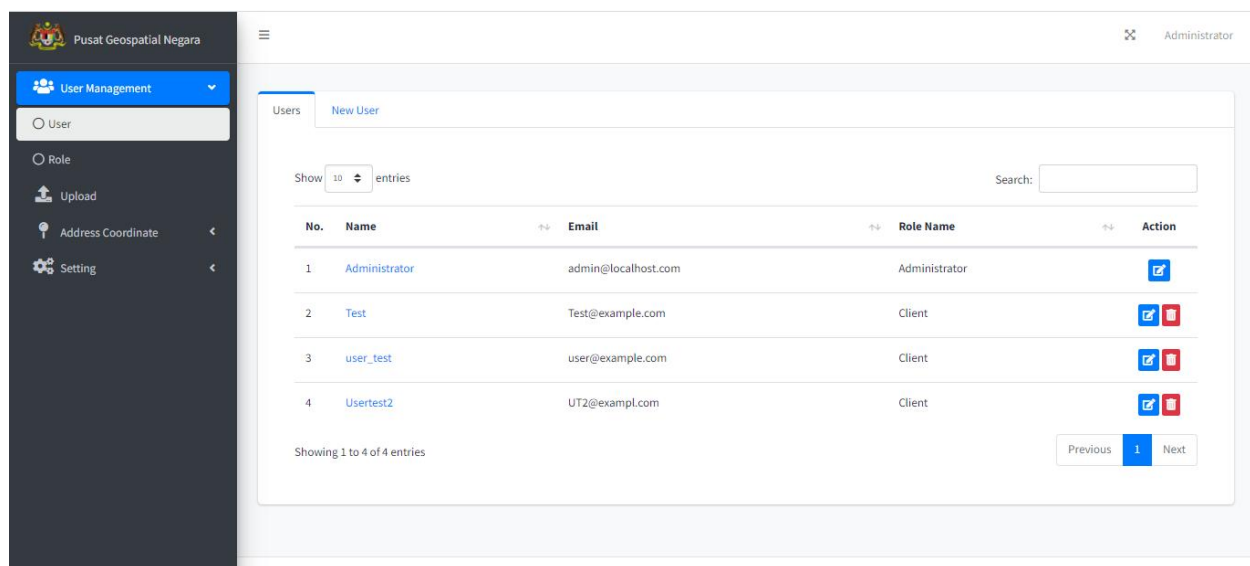 Pusat Geospatial Negara
Administrator
User Management
User
Role
Upload
Address Coordinate
Setting
Users New User
Show 10 entries Search:
No. Name Email Role Name Action
1 Administrator admin@localhost.com Administrator
2 Test Test@example.com Client
3 user_test user@example.com Client
4 Usertest2 UT2@exampl.com Client
Showing 1 to 4 of 4 entries Previous 1 Next